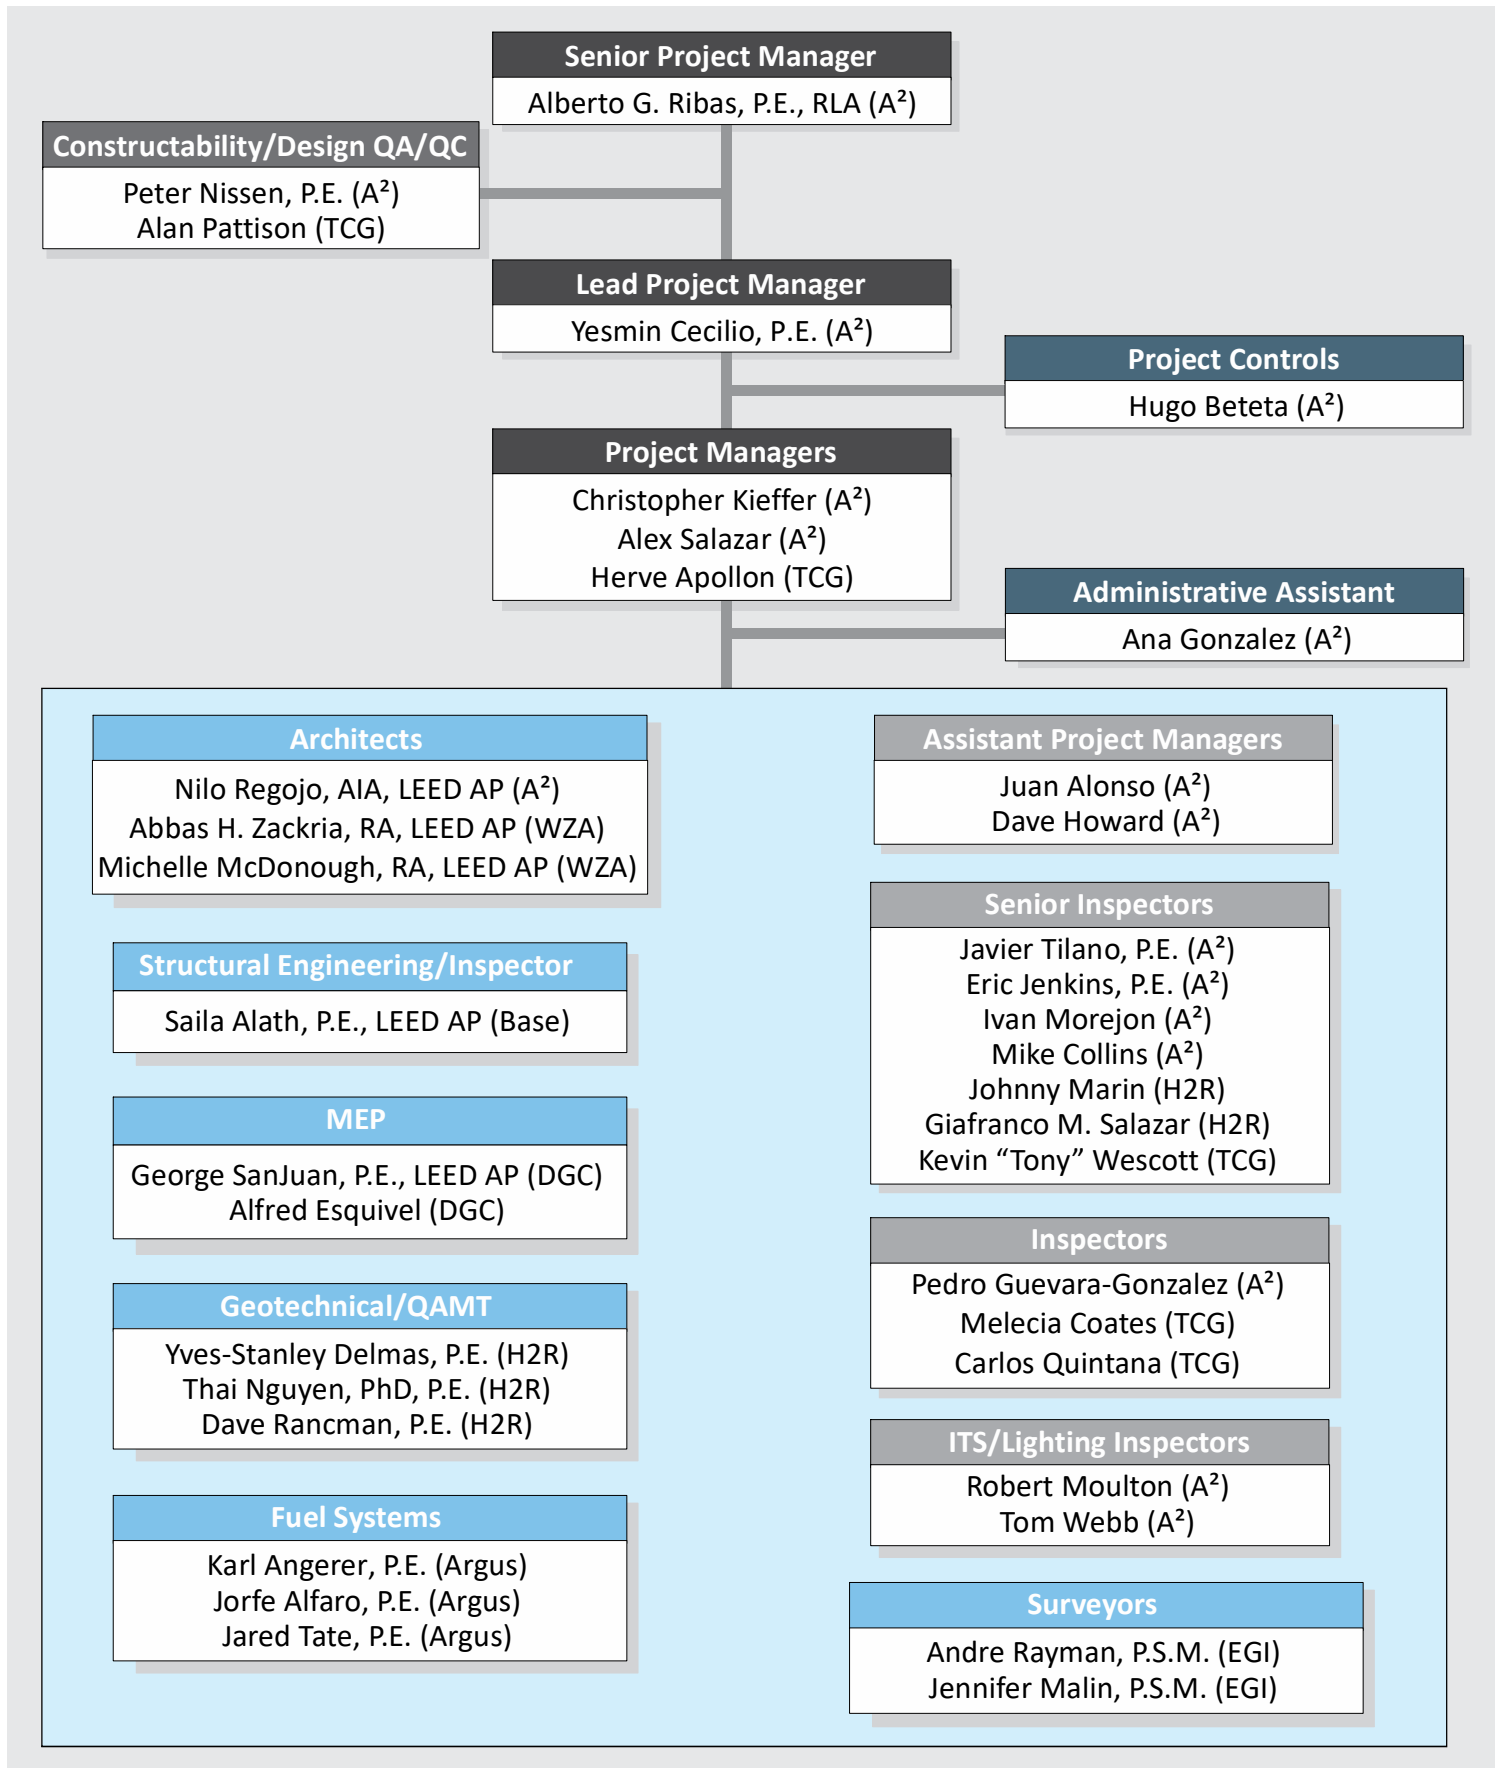 Senior Project Manager
Alberto G. Ribas, P.E., RLA (A²)
Constructability/Design QA/QC
Peter Nissen, P.E. (A²)
Alan Pattison (TCG)
Lead Project Manager
Yesmin Cecilio, P.E. (A²)
Project Controls
Hugo Beteta (A²)
Project Managers
Christopher Kieffer (A²)
Alex Salazar (A²)
Herve Apollon (TCG)
Administrative Assistant
Ana Gonzalez (A²)
Architects
Nilo Regojo, AIA, LEED AP (A²)
Abbas H. Zackria, RA, LEED AP (WZA)
Michelle McDonough, RA, LEED AP (WZA)
Structural Engineering/Inspector
Saila Alath, P.E., LEED AP (Base)
MEP
George SanJuan, P.E., LEED AP (DGC)
Alfred Esquivel (DGC)
Geotechnical/QAMT
Yves-Stanley Delmas, P.E. (H2R)
Thai Nguyen, PhD, P.E. (H2R)
Dave Rancman, P.E. (H2R)
Fuel Systems
Karl Angerer, P.E. (Argus)
Jorfe Alfaro, P.E. (Argus)
Jared Tate, P.E. (Argus)
Assistant Project Managers
Juan Alonso (A²)
Dave Howard (A²)
Senior Inspectors
Javier Tilano, P.E. (A²)
Eric Jenkins, P.E. (A²)
Ivan Morejon (A²)
Mike Collins (A²)
Johnny Marin (H2R)
Giafranco M. Salazar (H2R)
Kevin “Tony” Wescott (TCG)
Inspectors
Pedro Guevara-Gonzalez (A²)
Melecia Coates (TCG)
Carlos Quintana (TCG)
ITS/Lighting Inspectors
Robert Moulton (A²)
Tom Webb (A²)
Surveyors
Andre Rayman, P.S.M. (EGI)
Jennifer Malin, P.S.M. (EGI)